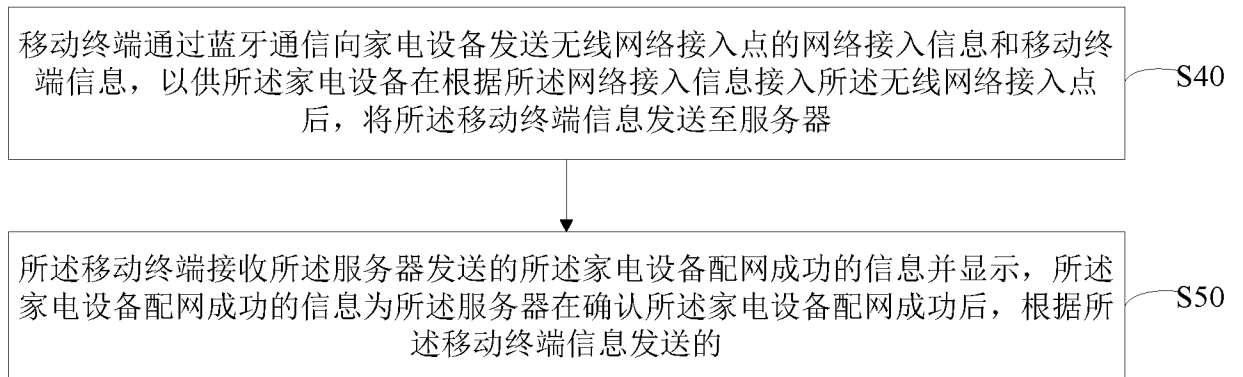 移动终端通过蓝牙通信向家电设备发送无线网络接入点的网络接入信息和移动终
端信息，以供所述家电设备在根据所述网络接入信息接入所述无线网络接入点
后，将所述移动终端信息发送至服务器
S40
所述移动终端接收所述服务器发送的所述家电设备配网成功的信息并显示，所述
家电设备配网成功的信息为所述服务器在确认所述家电设备配网成功后，根据所
述移动终端信息发送的
S50